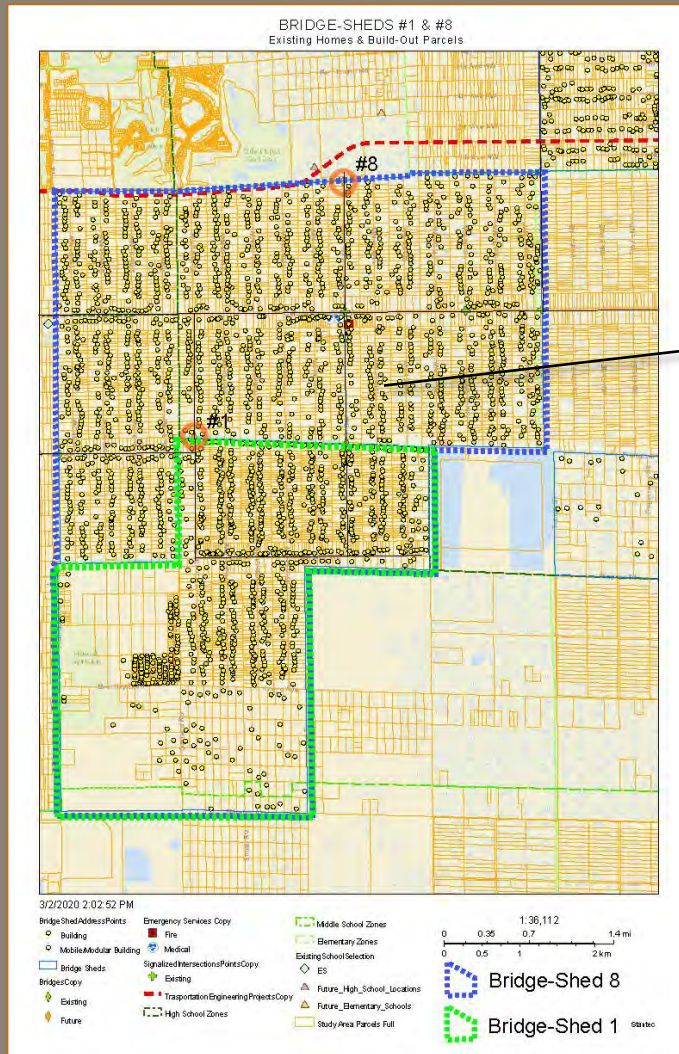 BRIDGE-SHEDS #1 & #8
Existing Homes & Build-Out Parcels
#8
#1
3/2/2020 2:02:52 PM
BridgeShedAddressPoints
Building
Mobile/Modular Building
Bridge Sheds
BridgesCopy
Existing
Future
Emergency Services Copy
Fire
Medical
SignalizedIntersectionsPointsCopy
Existing
TrasportationEngineeringProjectsCopy
High School Zones
Middle School Zones
Elementary Zones
ExistingSchoolSelection
ES
Future_High_School_Locations
Future_Elementary_Schools
Study Area Parcels Full
1:36,112
0 0.35 0.7 1.4 mi
0 0.5 1 2 km
Bridge-Shed 8
Bridge-Shed 1